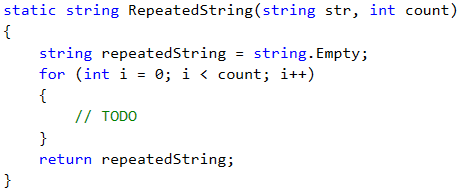 static string RepeatedString(string str, int count)
{
    string repeatedString = string.Empty;
    for (int i = 0; i < count; i++)
    {
        // TODO
    }
    return repeatedString;
}